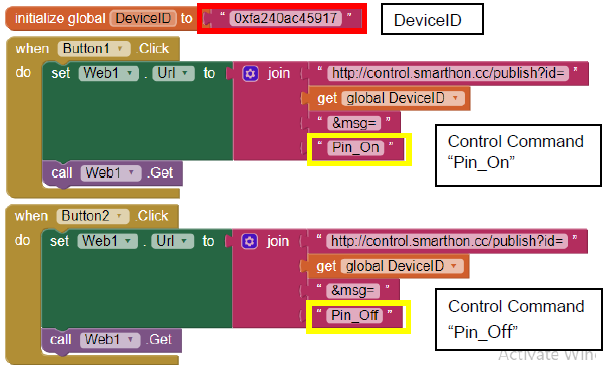 initialize global DeviceID to " 0xfa240ac45917 " DeviceID
when Button1 .Click
do set Web1 . Url to join " http://control.smarthon.cc/publish?id= "
get global DeviceID
" &msg= "
" Pin_On "
Control Command
“Pin_On”
call Web1 .Get
when Button2 .Click
do set Web1 . Url to join " http://control.smarthon.cc/publish?id= "
get global DeviceID
" &msg= "
" Pin_Off "
Control Command
“Pin_Off”
call Web1 .Get
Activate Win